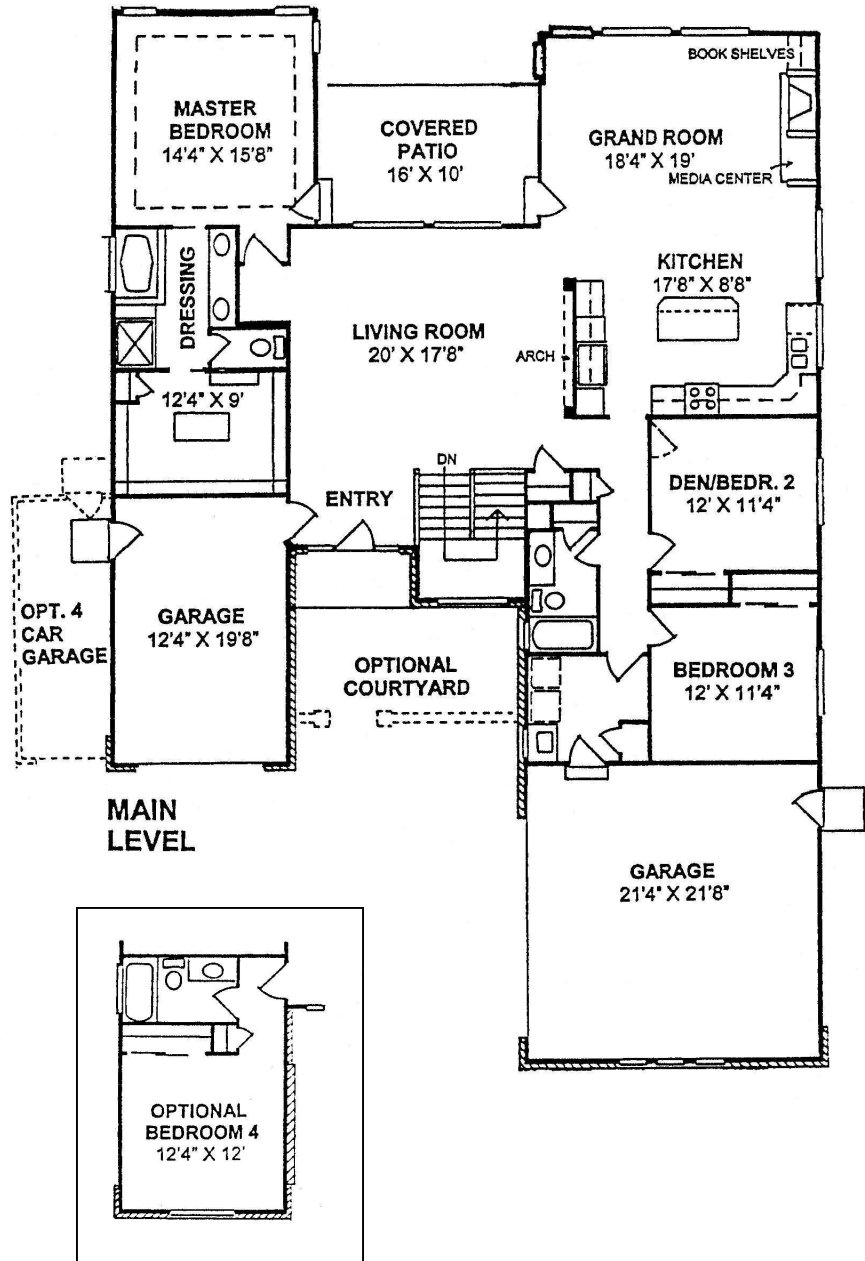 BOOK SHELVES
MASTER
BEDROOM
14'4" X 15'8"
COVERED
PATIO
16' X 10'
GRAND ROOM
18'4" X 19'
MEDIA CENTER
DRESSING
KITCHEN
17'8" X 8'8"
LIVING ROOM
20' X 17'8"
ARCH
12'4" X 9'
DN
DEN/BEDR. 2
12' X 11'4"
ENTRY
OPT. 4
CAR
GARAGE
GARAGE
12'4" X 19'8"
OPTIONAL
COURTYARD
BEDROOM 3
12' X 11'4"
MAIN
LEVEL
GARAGE
21'4" X 21'8"
OPTIONAL
BEDROOM 4
12'4" X 12'